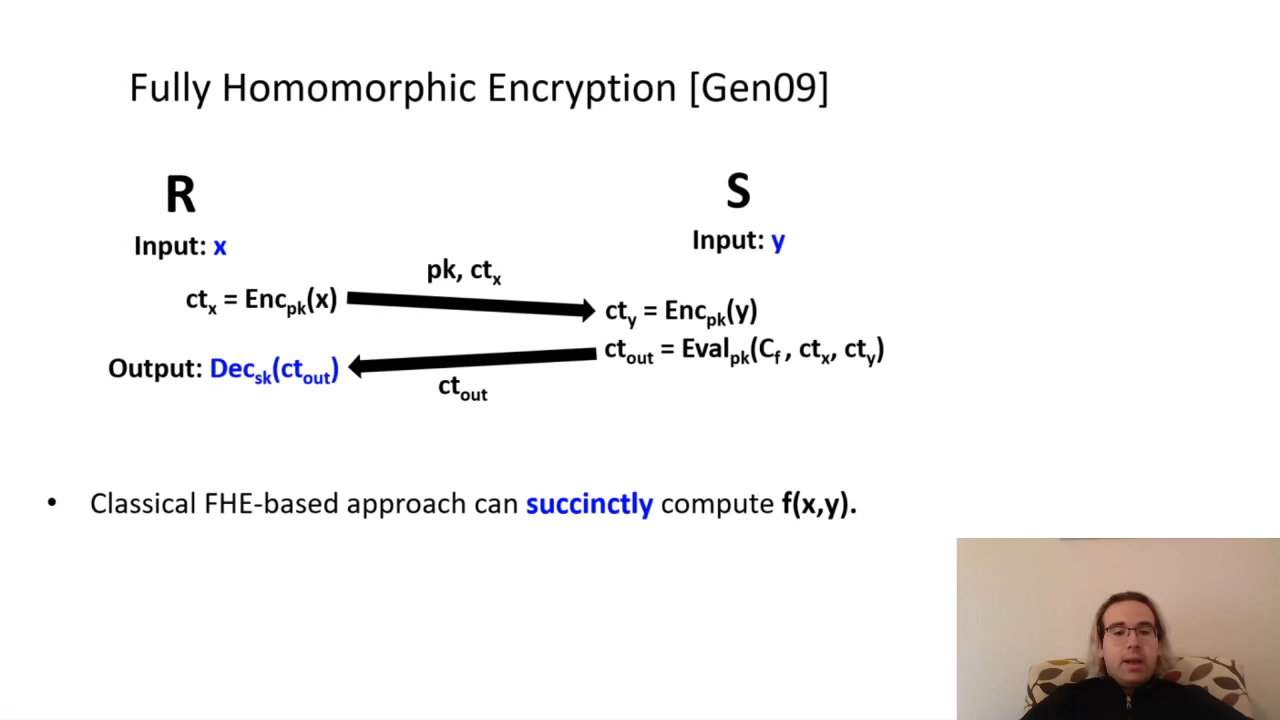 Fully Homomorphic Encryption [Gen09]
R
S
Input: x
Input: y
pk, ctx
ctx = Encpk(x)
cty = Encpk(y)
ctout = Evalpk(Cf , ctx, cty)
Output: Decsk(ctout)
ctout
• Classical FHE-based approach can succinctly compute f(x,y).